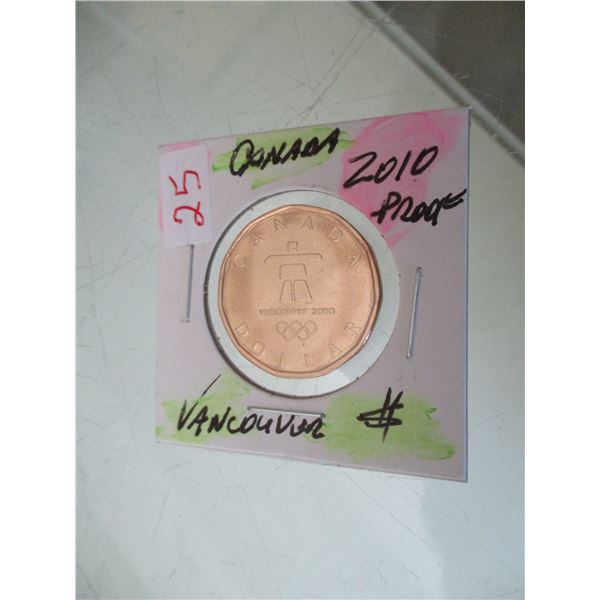 25
CANADA
2010
PROOF
CANADA
VANCOUVER 2010
DOLLAR
VANCOUVER $